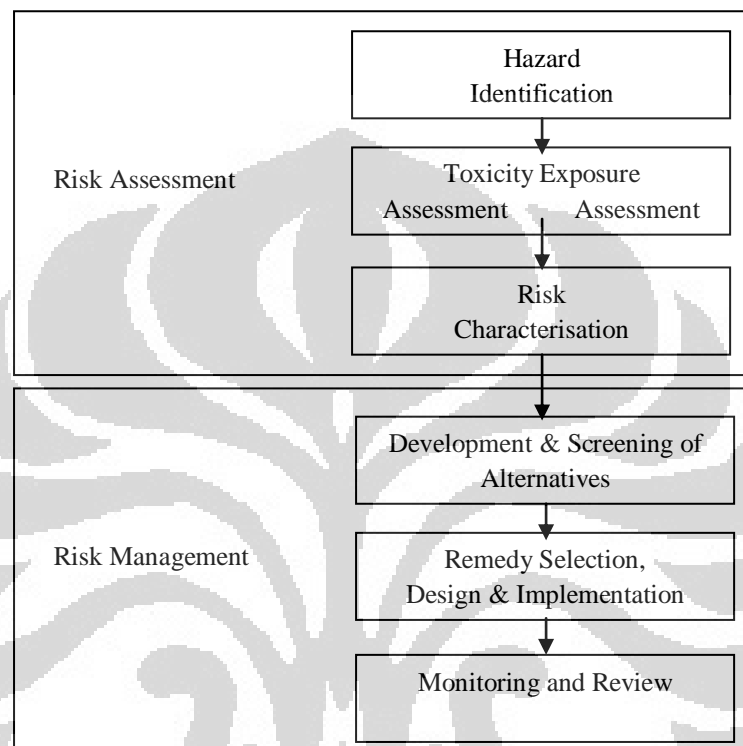 Hazard
Identification
Risk Assessment
Toxicity Exposure
Assessment Assessment
Risk
Characterisation
Development & Screening of
Alternatives
Risk Management
Remedy Selection,
Design & Implementation
Monitoring and Review